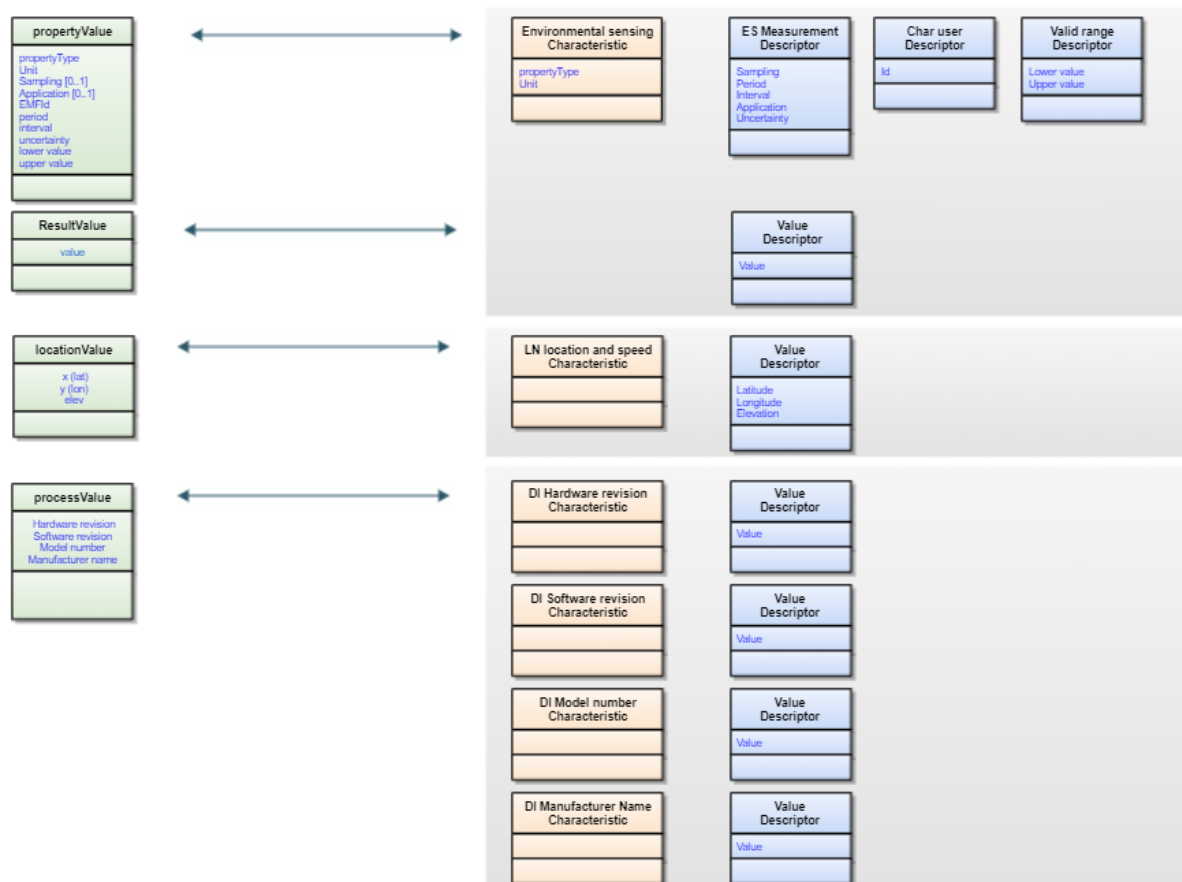 propertyValue
propertyType
Unit
Sampling [0..1]
Application [0..1]
EMFId
period
interval
uncertainty
lower value
upper value
Environmental sensing
Characteristic
propertyType
Unit
ES Measurement
Descriptor
Sampling
Period
Interval
Application
Uncertainty
Char user
Descriptor
Id
Valid range
Descriptor
Lower value
Upper value
ResultValue
value
Value
Descriptor
Value
locationValue
x (lat)
y (lon)
elev
LN location and speed
Characteristic
Value
Descriptor
Latitude
Longitude
Elevation
processValue
Hardware revision
Software revision
Model number
Manufacturer name
DI Hardware revision
Characteristic
Value
Descriptor
Value
DI Software revision
Characteristic
Value
Descriptor
Value
DI Model number
Characteristic
Value
Descriptor
Value
DI Manufacturer Name
Characteristic
Value
Descriptor
Value